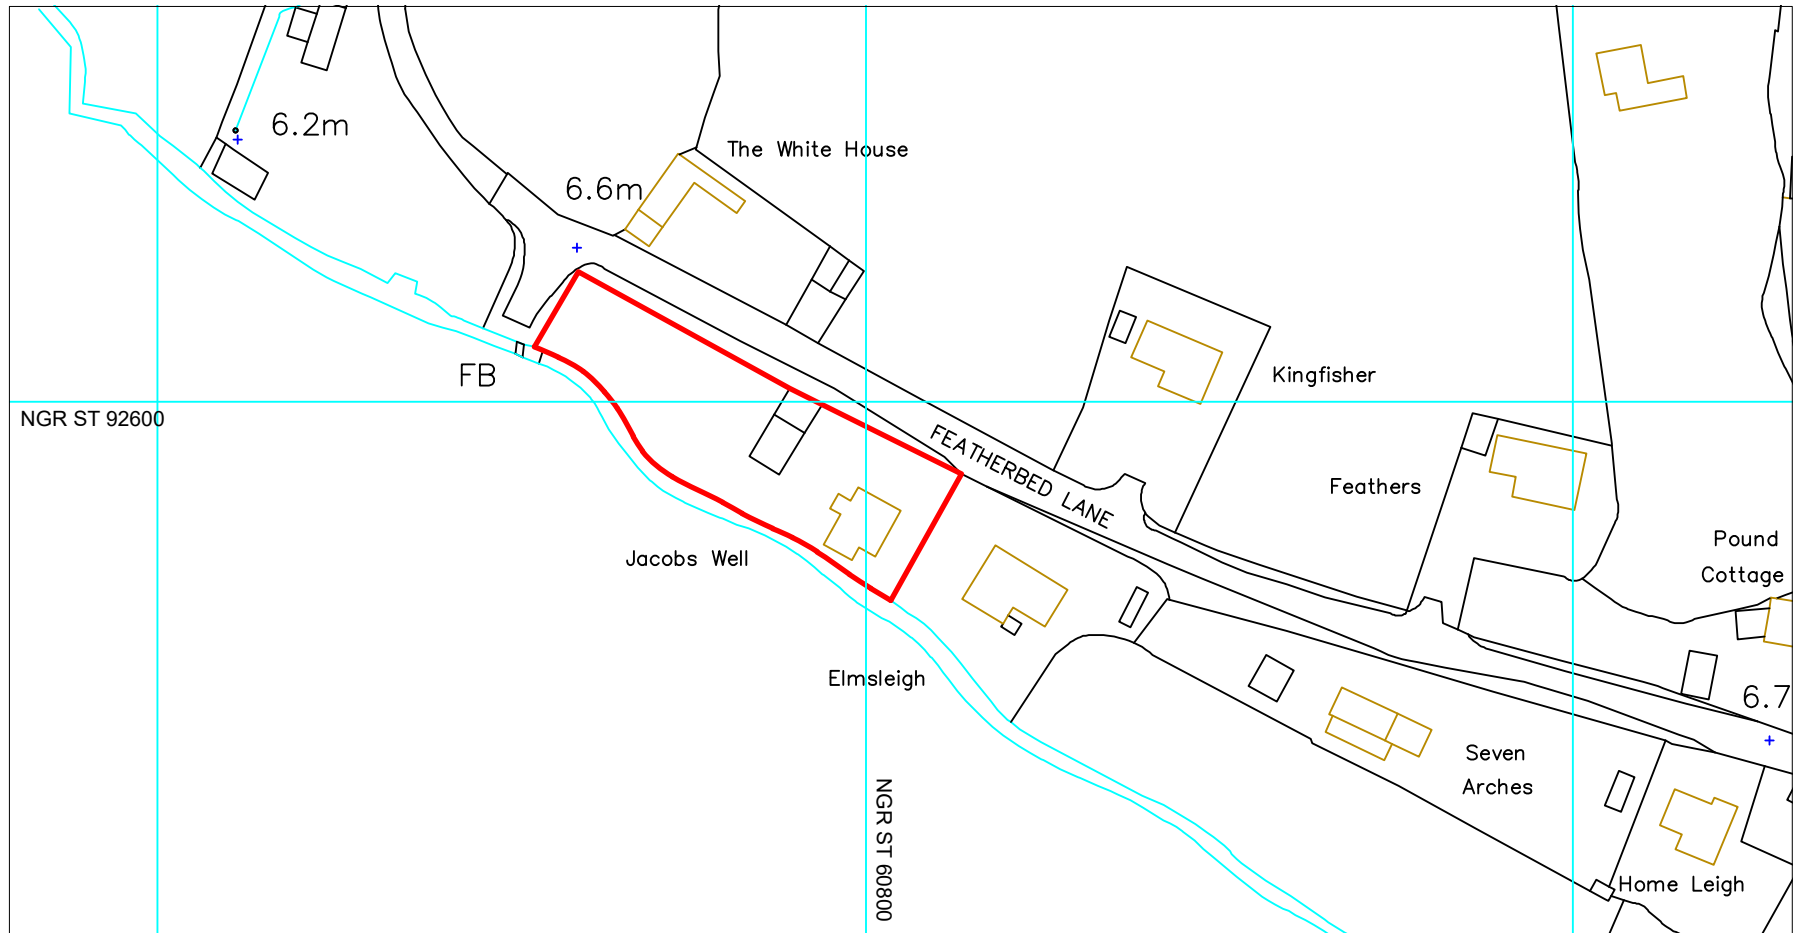 6.2m
The White House
6.6m
FB
Kingfisher
NGR ST 92600
FEATHERBED LANE
Feathers
Jacobs Well
Pound
Cottage
Elmsleigh
6.7
Seven
Arches
NGR ST 60800
Home Leigh